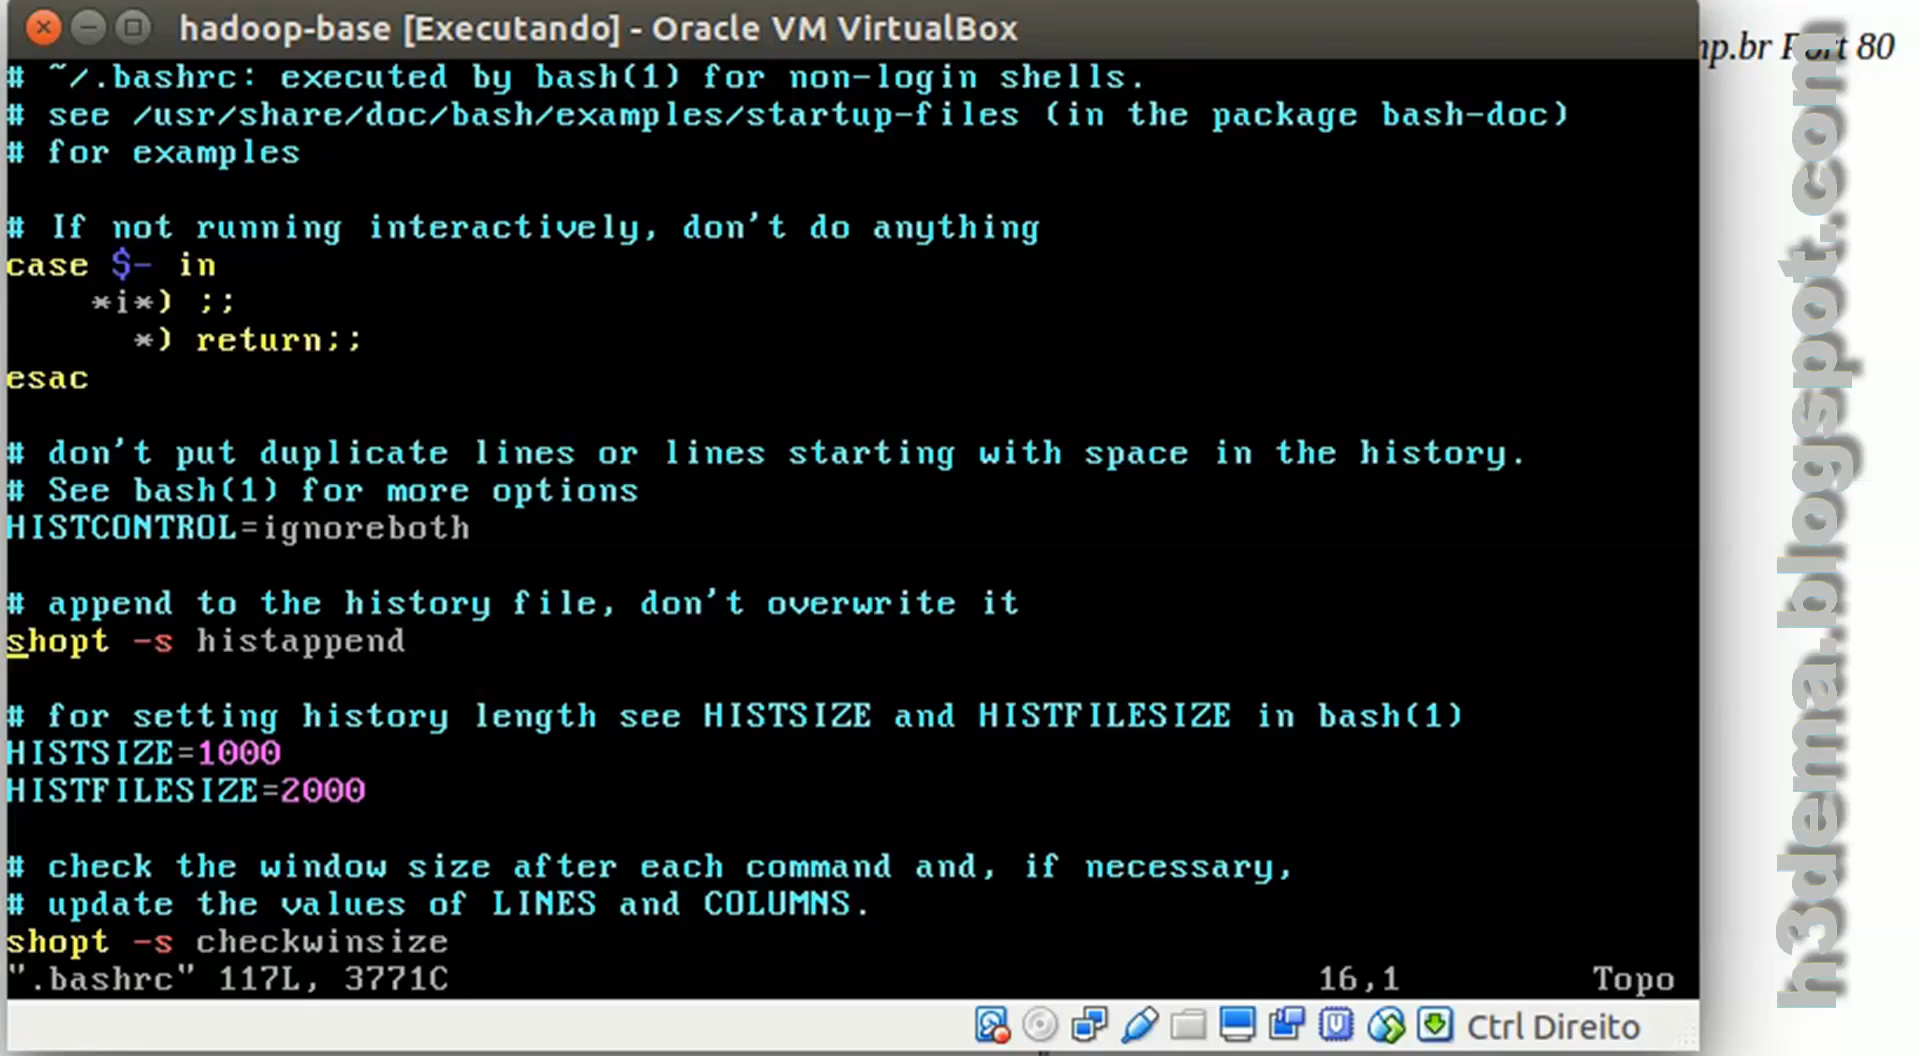 hadoop-base [Executando] - Oracle VM VirtualBox
# ~/.bashrc: executed by bash(1) for non-login shells.
# see /usr/share/doc/bash/examples/startup-files (in the package bash-doc)
# for examples
# If not running interactively, don't do anything
case $- in
*i*) ;;
*) return;;
esac
# don't put duplicate lines or lines starting with space in the history.
# See bash(1) for more options
HISTCONTROL=ignoreboth
# append to the history file, don't overwrite it
shopt -s histappend
# for setting history length see HISTSIZE and HISTFILESIZE in bash(1)
HISTSIZE=1000
HISTFILESIZE=2000
# check the window size after each command and, if necessary,
# update the values of LINES and COLUMNS.
shopt -s checkwinsize
".bashrc" 117L, 3771C 16,1 Topo
Ctrl Direito
mp.br Port 80
h3dema.blogspot.com